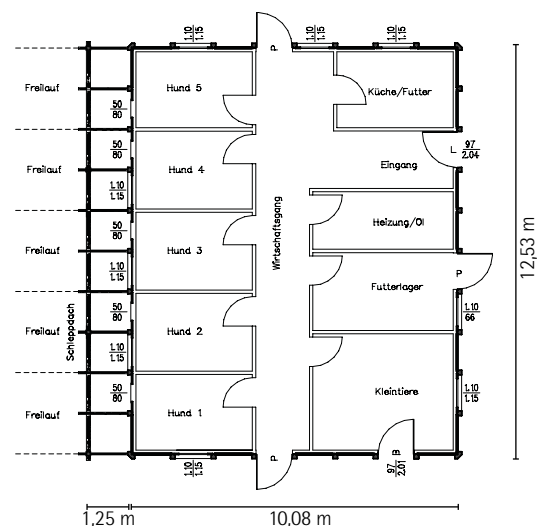 1.10
1.15
1.10
1.15
1.10
1.15
P
Freilauf
Hund 5
Küche/Futter
50
80
50
80
L
97
2.04
Freilauf
Hund 4
Eingang
1.10
1.15
50
80
Wirtschaftsgang
Heizung/Öl
Freilauf
Hund 3
1.10
1.15
P
Futterlager
12,53 m
50
80
1.10
66
Schleppdach
Freilauf
Hund 2
1.10
1.15
50
80
Kleintiere
1.10
1.15
Freilauf
Hund 1
1.10
1.15
P
B
97
2.01
1,25 m
10,08 m